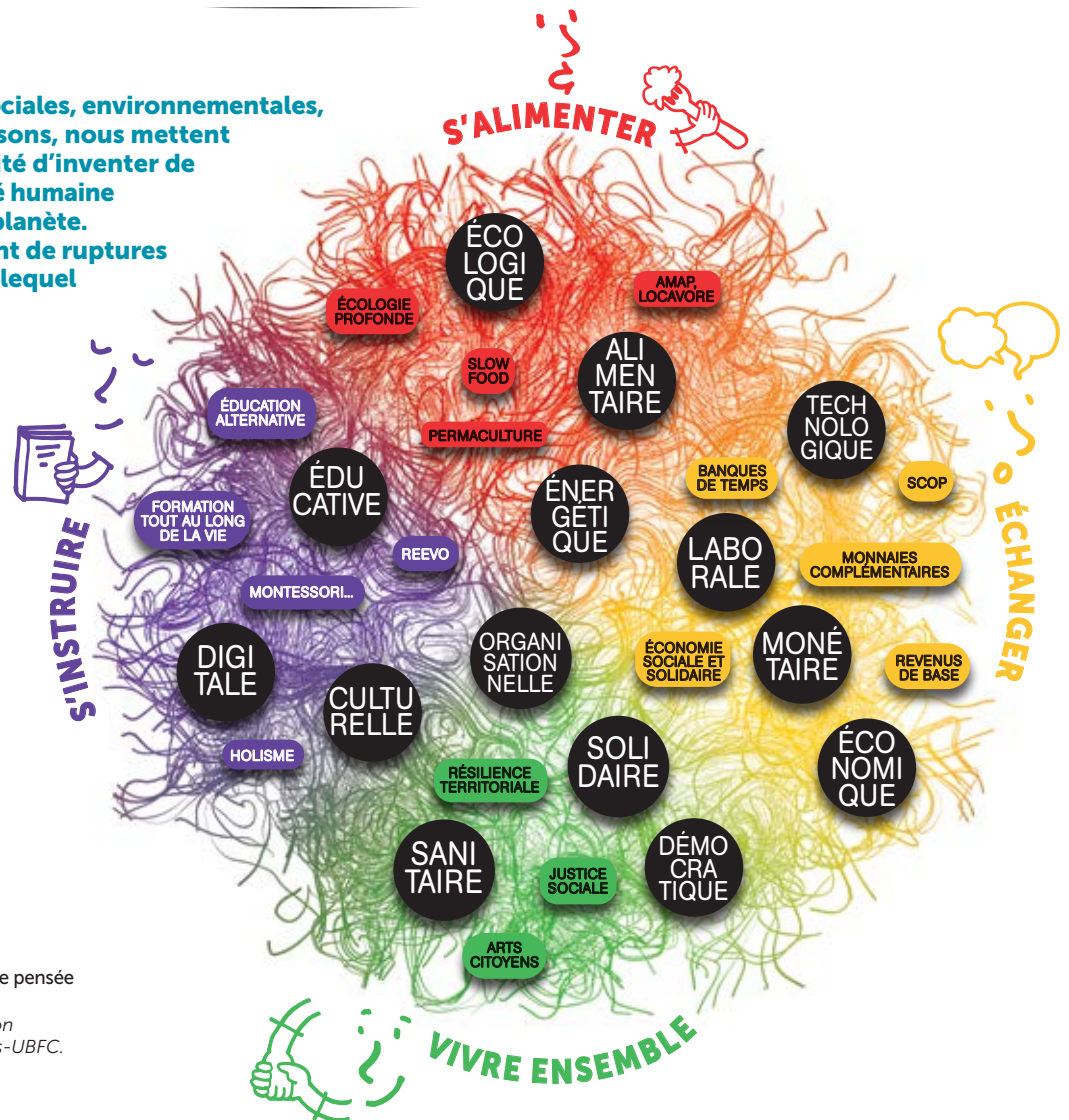 ciales, environnementales,
sons, nous mettent
ité d'inventer de
é humaine
planète.
nt de ruptures
lequel
S'ALIMENTER
ÉCO
LOGI
QUE
ÉCOLOGIE
PROFONDE
AMAP,
LOCAVORE
SLOW
FOOD
ALI
MEN
TAIRE
PERMACULTURE
S'INSTRUIRE
ÉDUCATION
ALTERNATIVE
ÉDU
CATIVE
FORMATION
TOUT AU LONG
DE LA VIE
REEVO
MONTESSORI...
DIGI
TALE
CULTU
RELLE
HOLISME
ÉNER
GÉTI
QUE
ORGANI
SATION
NELLE
ÉCHANGER
TECH
NOLO
GIQUE
BANQUES
DE TEMPS
SCOP
LABO
RALE
MONNAIES
COMPLÉMENTAIRES
ÉCONOMIE
SOCIALE ET
SOLIDAIRE
MONÉ
TAIRE
REVENUS
DE BASE
ÉCO
NOMI
QUE
SOLI
DAIRE
RÉSILIENCE
TERRITORIALE
SANI
TAIRE
JUSTICE
SOCIALE
DÉMO
CRA
TIQUE
ARTS
CITOYENS
VIVRE ENSEMBLE
e pensée
on
s-UBFC.